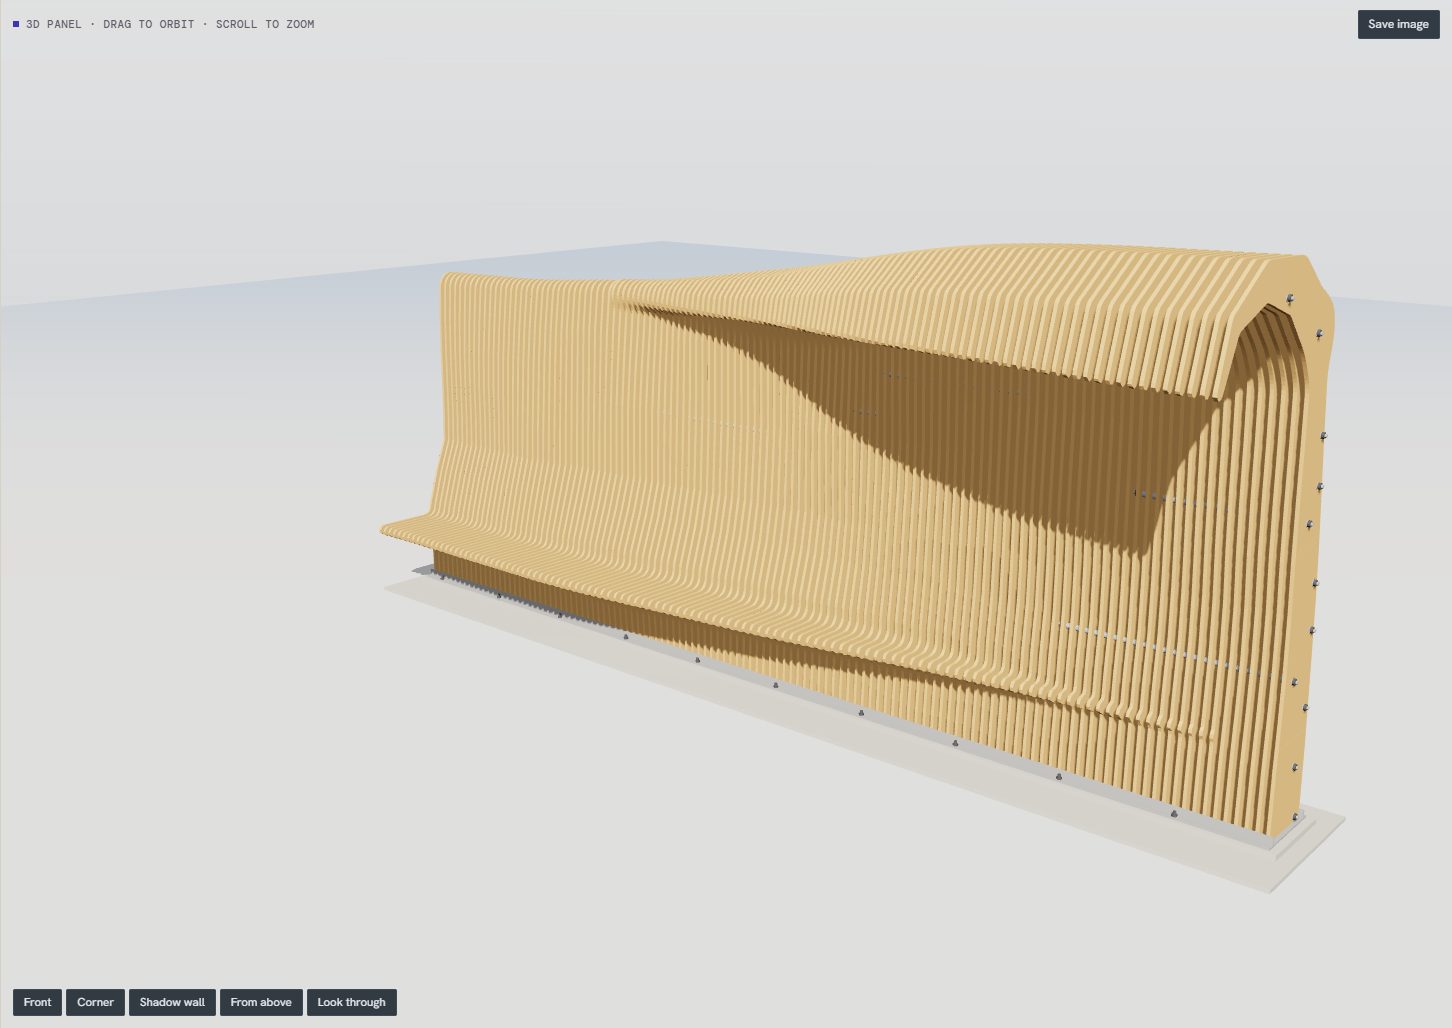 3D PANEL · DRAG TO ORBIT · SCROLL TO ZOOM
Save image
Front
Corner
Shadow wall
From above
Look through